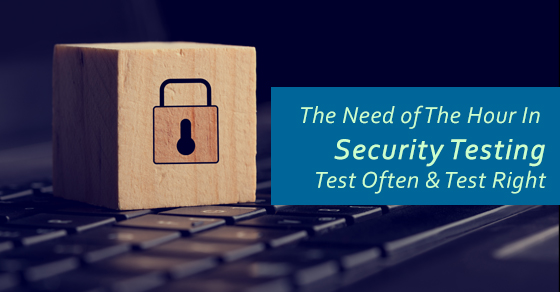 The Need of The Hour In
Security Testing
Test Often & Test Right